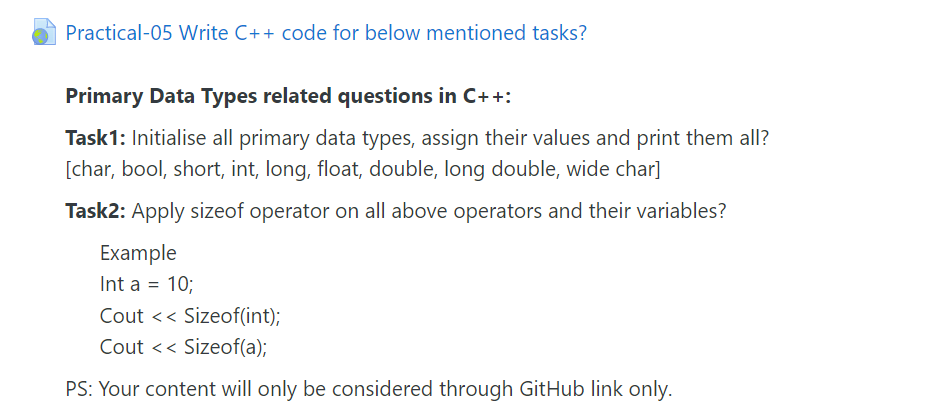 Practical-05 Write C++ code for below mentioned tasks?
Primary Data Types related questions in C++:
Task1: Initialise all primary data types, assign their values and print them all?
[char, bool, short, int, long, float, double, long double, wide char]
Task2: Apply sizeof operator on all above operators and their variables?
Example
Int a = 10;
Cout << Sizeof(int);
Cout << Sizeof(a);
PS: Your content will only be considered through GitHub link only.